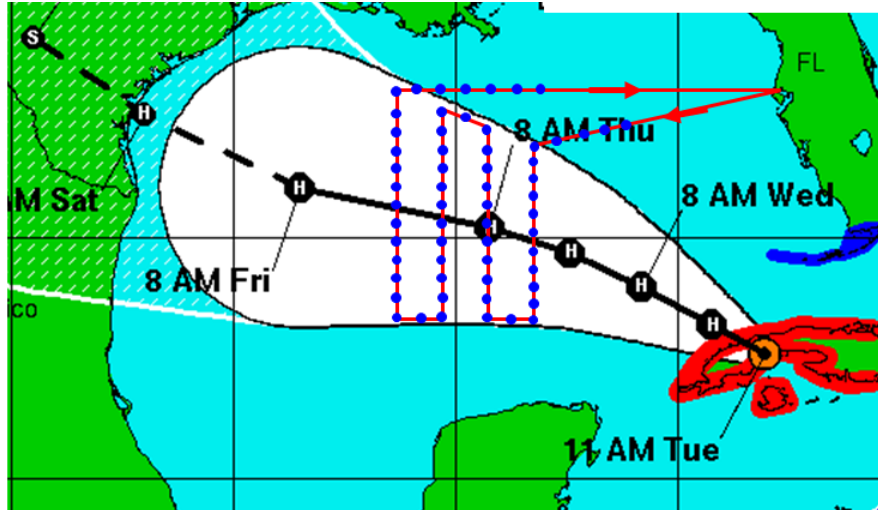 S
FL
H
8 AM Thu
M Sat
H
8 AM Wed
H
H
8 AM Fri
H
ico
H
11 AM Tue